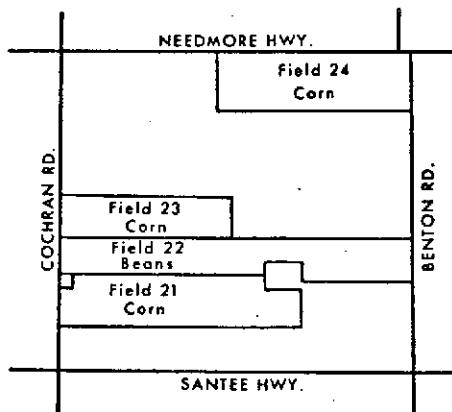 NEEDMORE HWY.
Field 24
Corn
COCHRAN RD.
BENTON RD.
Field 23
Corn
Field 22
Beans
Field 21
Corn
SANTEE HWY.